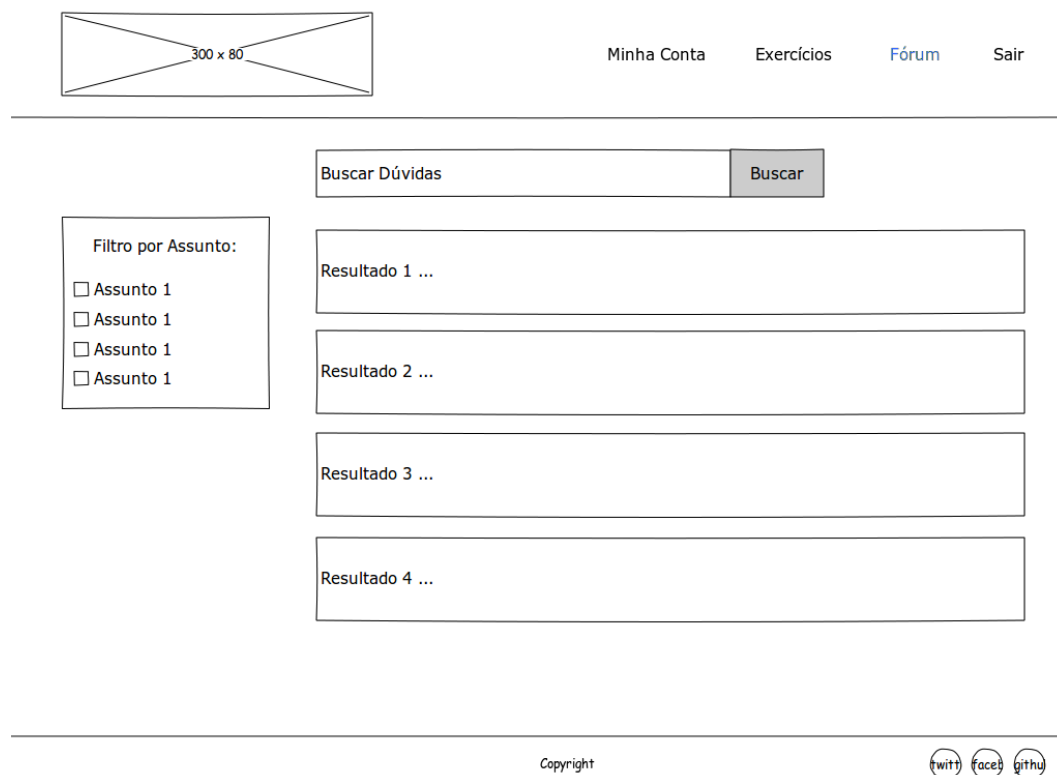 300 x 80
Minha Conta Exercícios Fórum Sair
Buscar Dúvidas Buscar
Filtro por Assunto:
Assunto 1
Assunto 1
Assunto 1
Assunto 1
Resultado 1 ...
Resultado 2 ...
Resultado 3 ...
Resultado 4 ...
Copyright twitt faceb githu